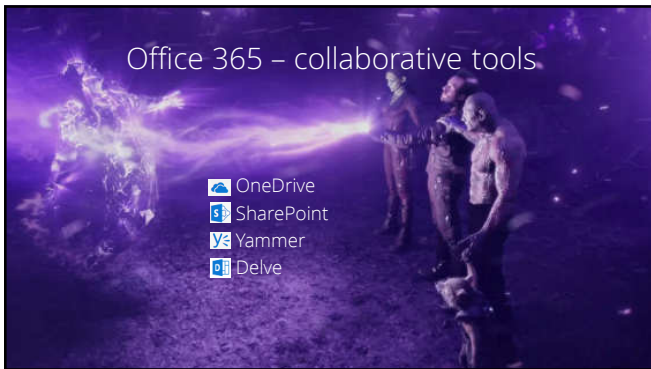 Office 365 – collaborative tools
OneDrive
SharePoint
Yammer
Delve